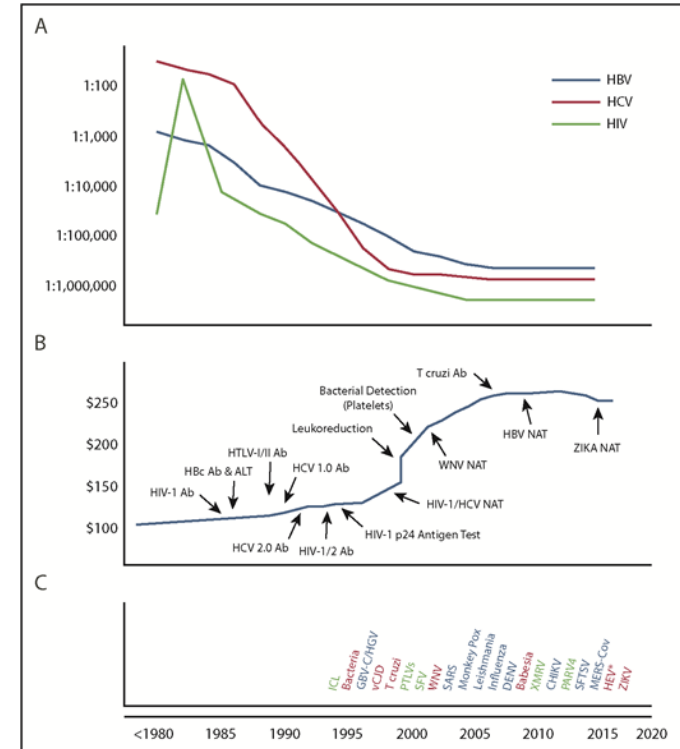 A
1:100
1:1,000
1:10,000
1:100,000
1:1,000,000
HBV
HCV
HIV
B
$250
$200
$150
$100
T cruzi Ab
Bacterial Detection
(Platelets)
Leukoreduction
HTLV-I/II Ab
HBc Ab & ALT
HCV 1.0 Ab
HIV-1 Ab
WNV NAT
HBV NAT
ZIKA NAT
HIV-1/HCV NAT
HIV-1 p24 Antigen Test
HCV 2.0 Ab
HIV-1/2 Ab
C
ICL
Bacteria
GBV-C/HGV
vCJD
T cruzi
PTLVs
SFV
WNV
SARS
Monkey Pox
Leishmania
Influenza
DENV
Babesia
XMRV
CHIKV
PARV4
SFTSV
MERS-Cov
HEV*
ZIKV
<1980 1985 1990 1995 2000 2005 2010 2015 2020